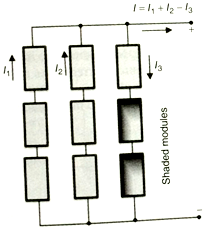 I = I₁ + I₂ − I₃
+
I₁
I₂
I₃
Shaded modules
−